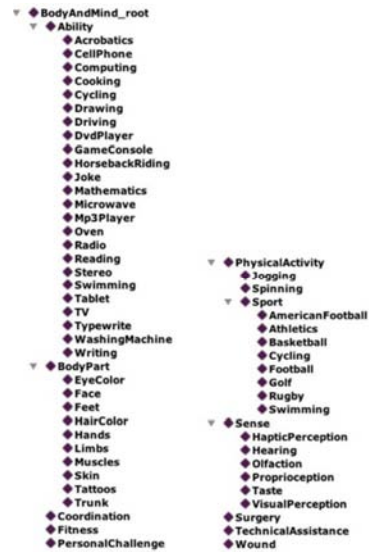 BodyAndMind_root
Ability
Acrobatics
CellPhone
Computing
Cooking
Cycling
Drawing
Driving
DvdPlayer
GameConsole
HorsebackRiding
Joke
Mathematics
Microwave
Mp3Player
Oven
Radio
Reading
Stereo
Swimming
Tablet
TV
Typewrite
WashingMachine
Writing
BodyPart
EyeColor
Face
Feet
HairColor
Hands
Limbs
Muscles
Skin
Tattoos
Trunk
Coordination
Fitness
PersonalChallenge
PhysicalActivity
Jogging
Spinning
Sport
AmericanFootball
Athletics
Basketball
Cycling
Football
Golf
Rugby
Swimming
Sense
HapticPerception
Hearing
Olfaction
Proprioception
Taste
VisualPerception
Surgery
TechnicalAssistance
Wound